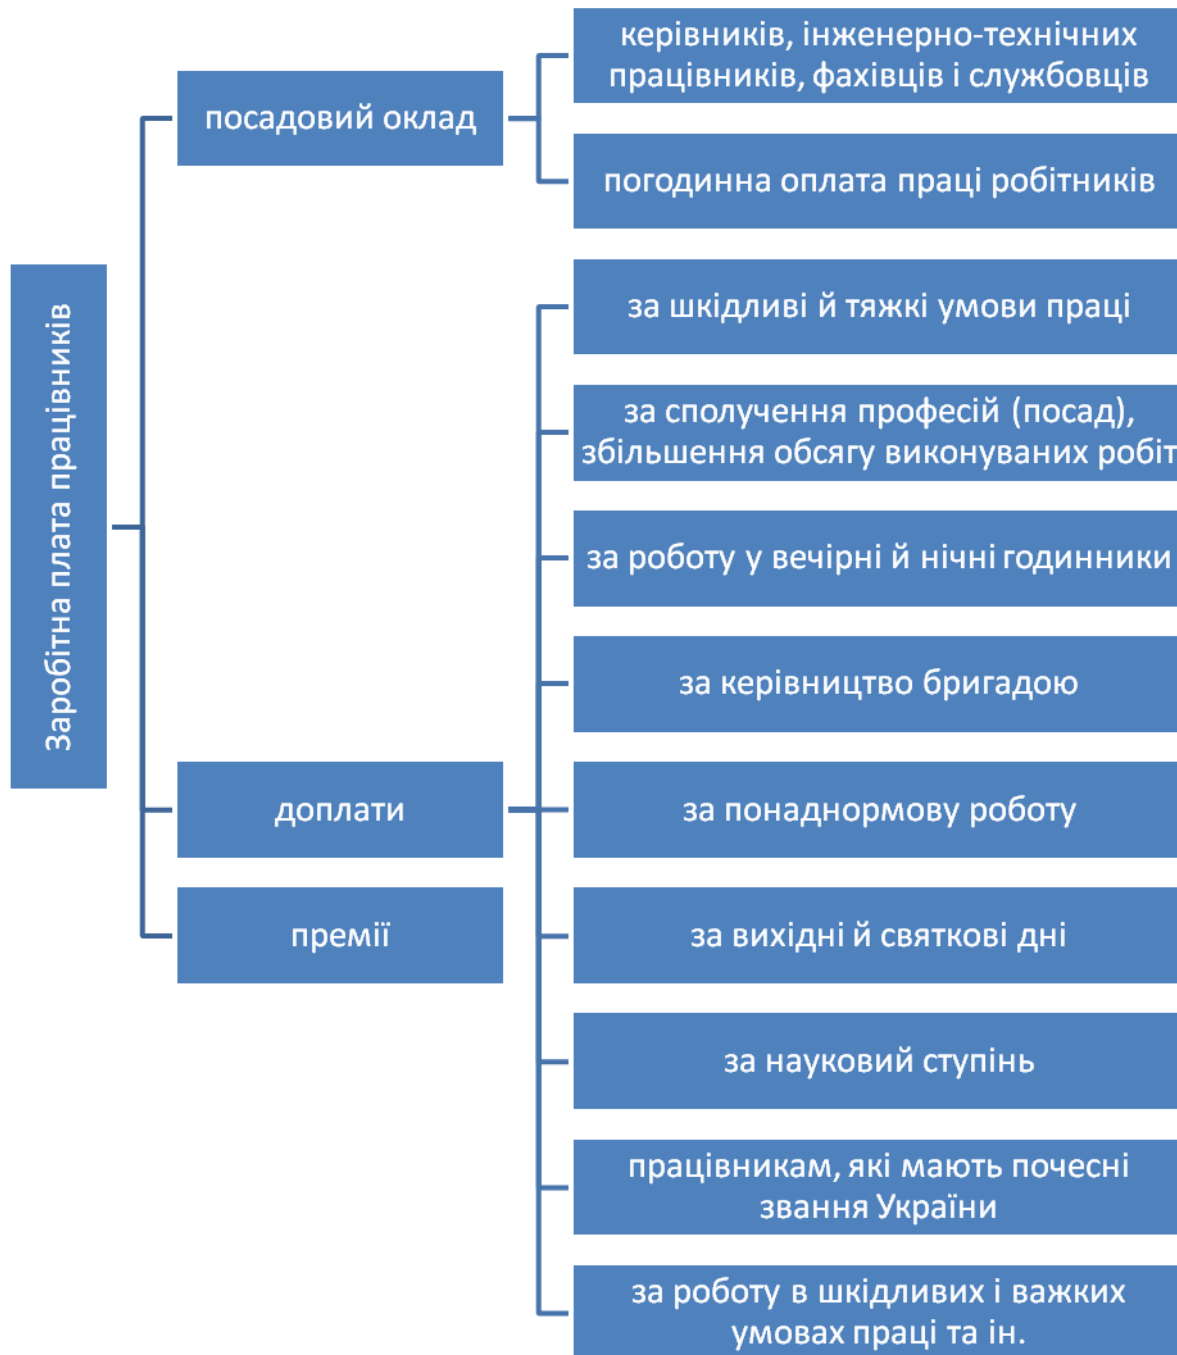 Заробітна плата працівників
посадовий оклад
керівників, інженерно-технічних
працівників, фахівців і службовців
погодинна оплата праці робітників
доплати
за шкідливі й тяжкі умови праці
за сполучення професій (посад),
збільшення обсягу виконуваних робіт
за роботу у вечірні й нічні годинники
за керівництво бригадою
за понаднормову роботу
за вихідні й святкові дні
за науковий ступінь
працівникам, які мають почесні
звання України
за роботу в шкідливих і важких
умовах праці та ін.
премії